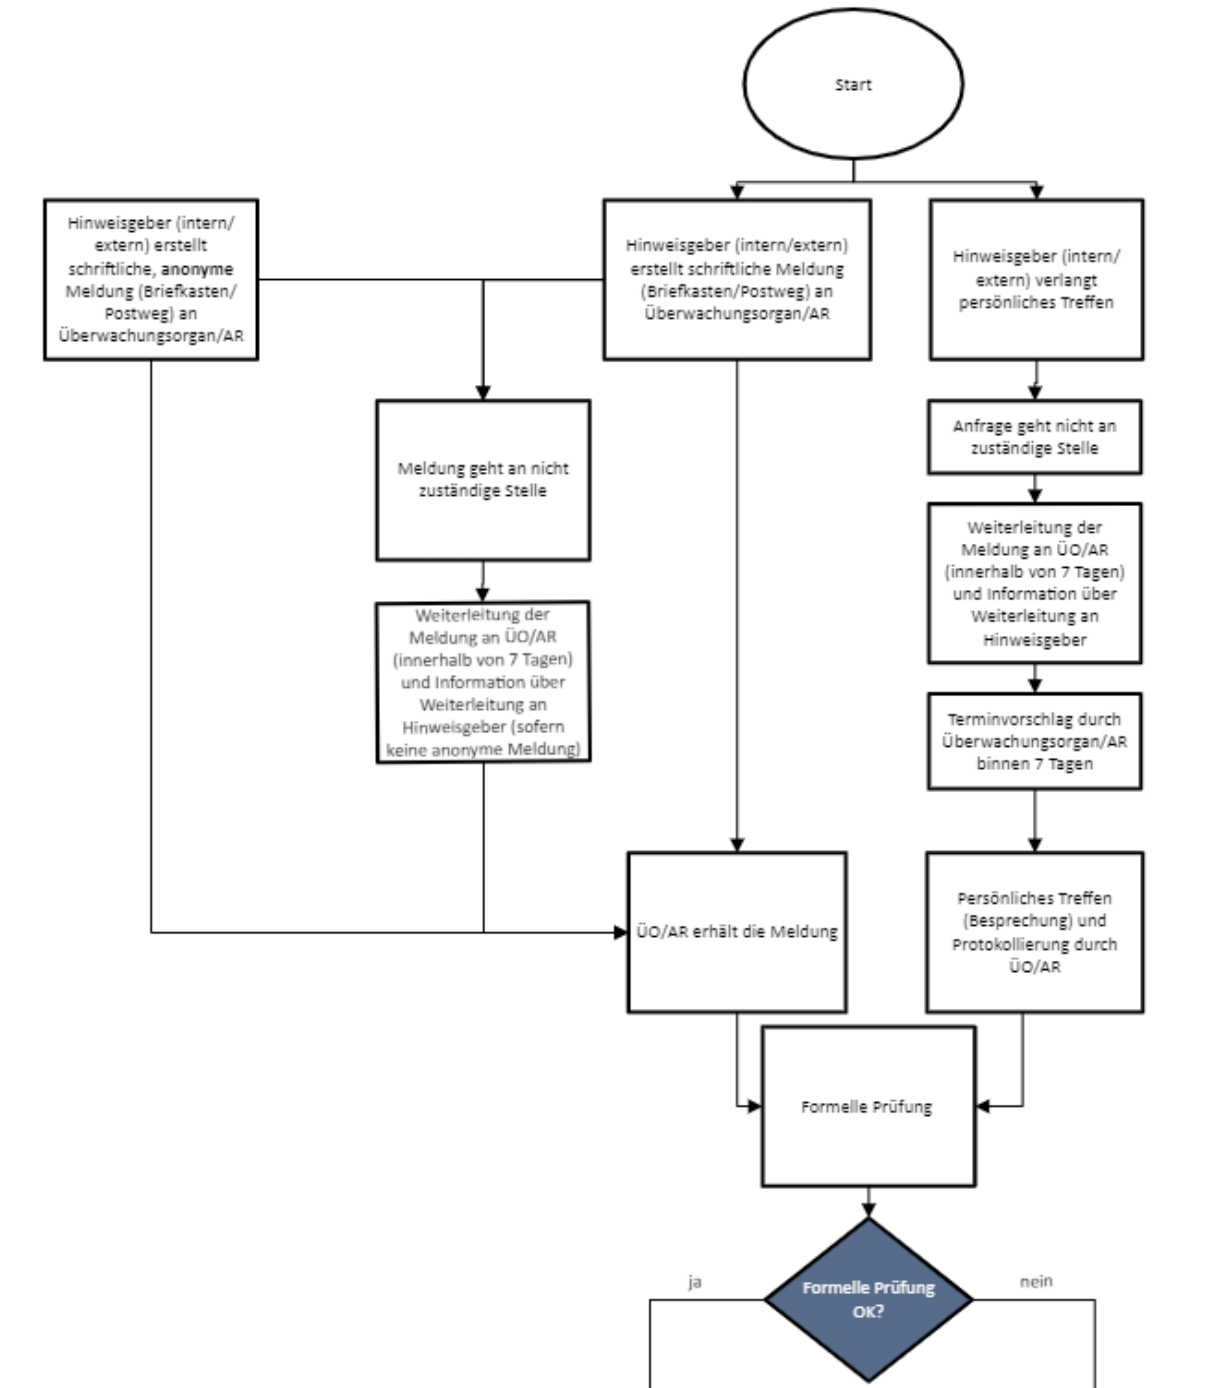 Start
Hinweisgeber (intern/
extern) erstellt
schriftliche, anonyme
Meldung (Briefkasten/
Postweg) an
Überwachungsorgan/AR
Hinweisgeber (intern/extern)
erstellt schriftliche Meldung
(Briefkasten/Postweg) an
Überwachungsorgan/AR
Hinweisgeber (intern/
extern) verlangt
persönliches Treffen
Meldung geht an nicht
zuständige Stelle
Anfrage geht nicht an
zuständige Stelle
Weiterleitung der
Meldung an ÜO/AR
(innerhalb von 7 Tagen)
und Information über
Weiterleitung an
Hinweisgeber
Weiterleitung der
Meldung an ÜO/AR
(innerhalb von 7 Tagen)
und Information über
Weiterleitung an
Hinweisgeber (sofern
keine anonyme Meldung)
Terminvorschlag durch
Überwachungsorgan/AR
binnen 7 Tagen
ÜO/AR erhält die Meldung
Persönliches Treffen
(Besprechung) und
Protokollierung durch
ÜO/AR
Formelle Prüfung
ja
Formelle Prüfung
OK?
nein